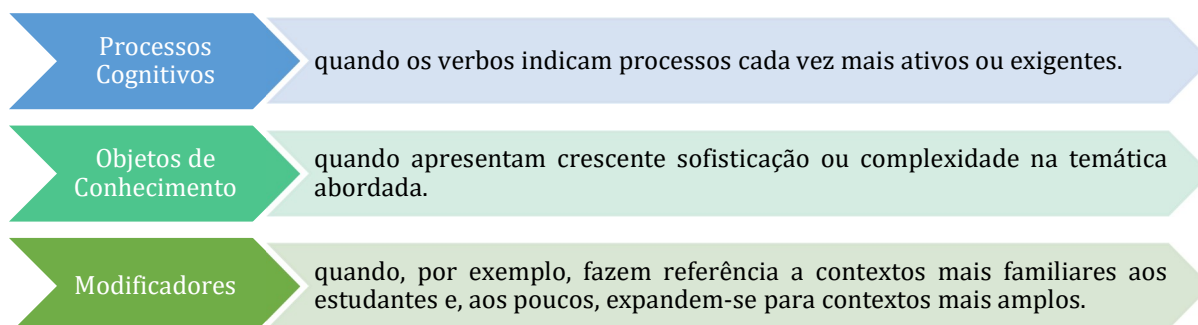 Processos
Cognitivos
quando os verbos indicam processos cada vez mais ativos ou exigentes.
Objetos de
Conhecimento
quando apresentam crescente sofisticação ou complexidade na temática
abordada.
Modificadores
quando, por exemplo, fazem referência a contextos mais familiares aos
estudantes e, aos poucos, expandem-se para contextos mais amplos.